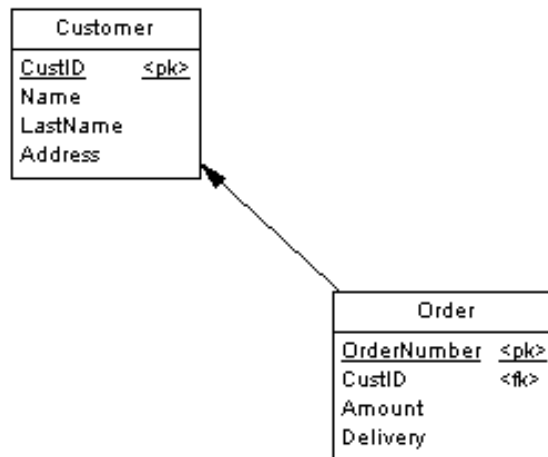 Customer
CustID <pk>
Name
LastName
Address
Order
OrderNumber <pk>
CustID <fk>
Amount
Delivery